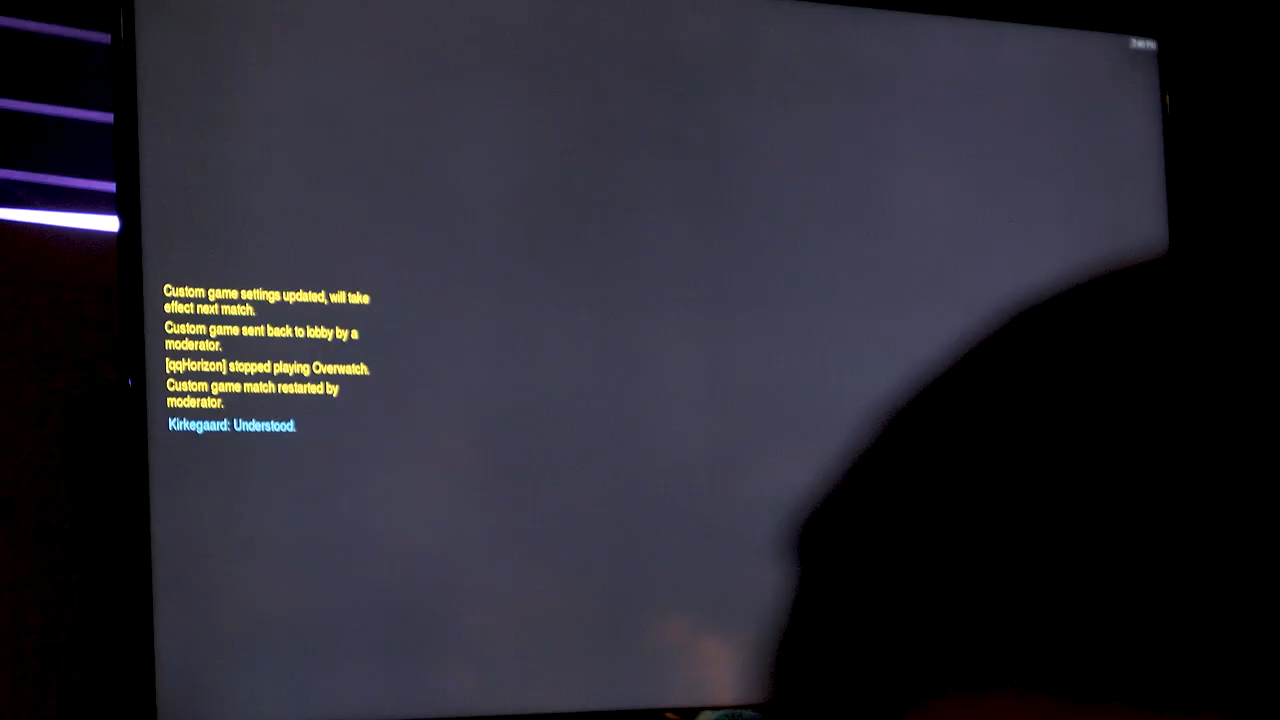 Custom game settings updated, will take
effect next match.
Custom game sent back to lobby by a
moderator.
[qqHorizon] stopped playing Overwatch.
Custom game match restarted by
moderator.
Kirkegaard: Understood.